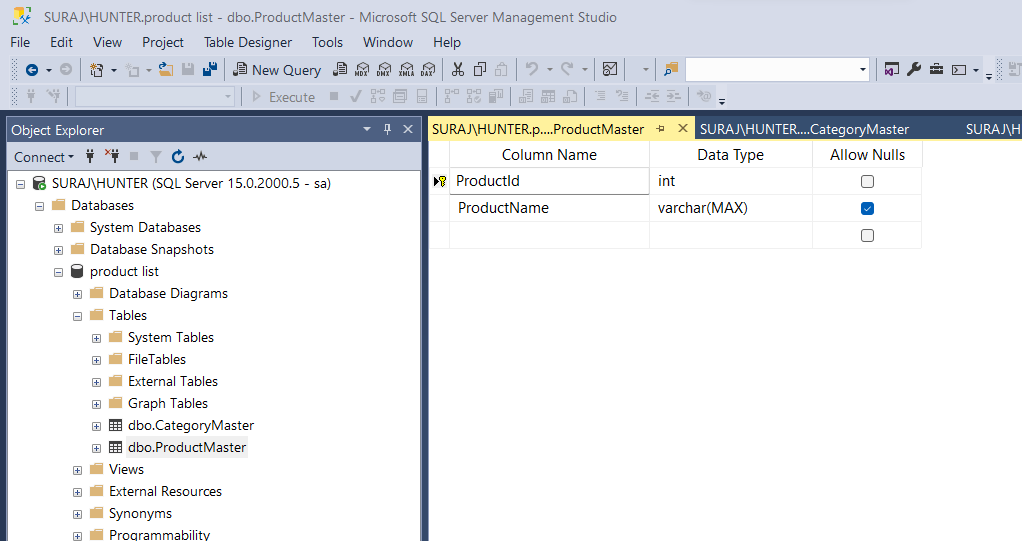 SURAJ\HUNTER.product list - dbo.ProductMaster - Microsoft SQL Server Management Studio
File Edit View Project Table Designer Tools Window Help
New Query MDX DMX XMLA DAX
Execute
Object Explorer
Connect
SURAJ\HUNTER (SQL Server 15.0.2000.5 - sa)
Databases
System Databases
Database Snapshots
product list
Database Diagrams
Tables
System Tables
FileTables
External Tables
Graph Tables
dbo.CategoryMaster
dbo.ProductMaster
Views
External Resources
Synonyms
Programmability
SURAJ\HUNTER.p....ProductMaster SURAJ\HUNTER....CategoryMaster SURAJ\H
Column Name Data Type Allow Nulls
ProductId int
ProductName varchar(MAX)